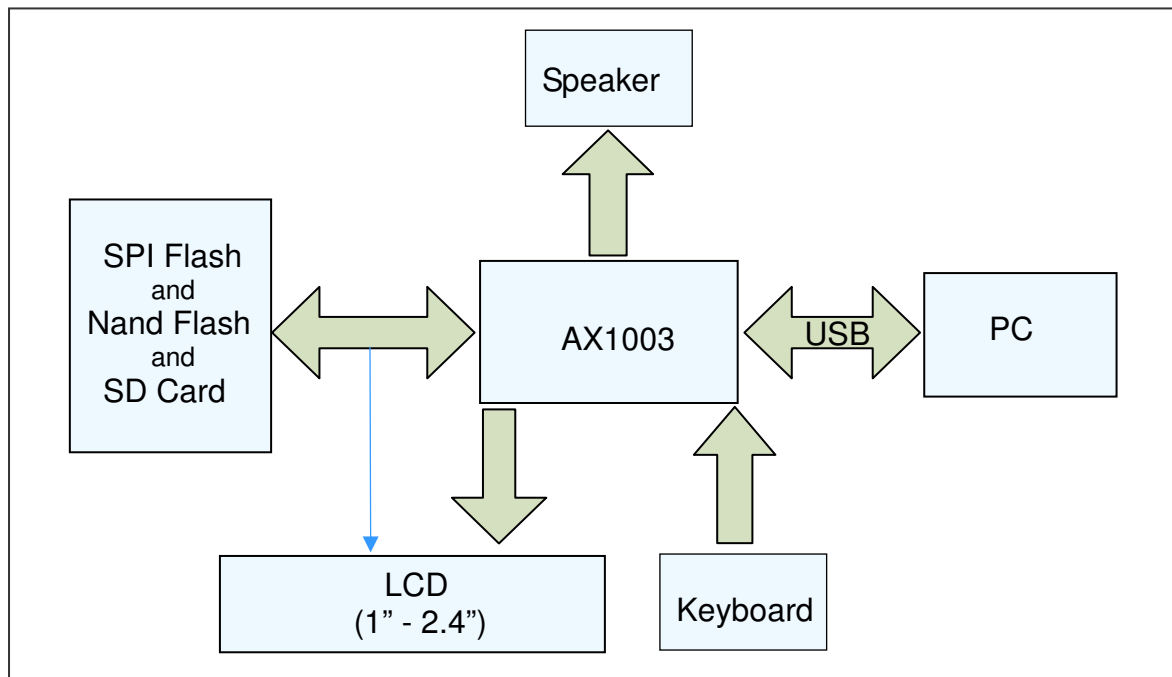 Speaker
SPI Flash
and
Nand Flash
and
SD Card
AX1003
USB
PC
LCD
(1” - 2.4”)
Keyboard